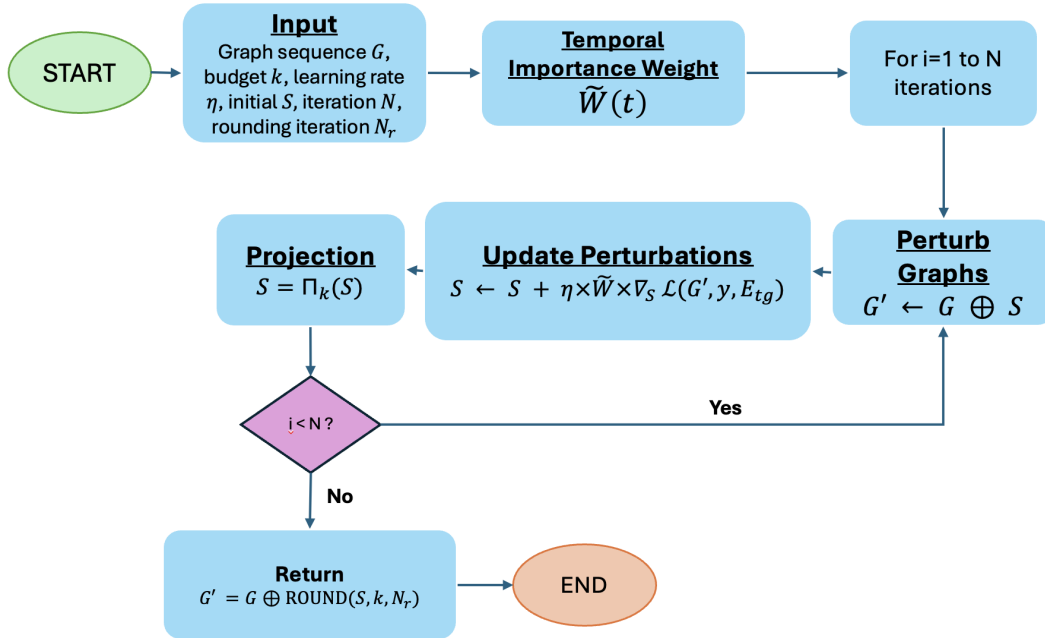 START
Input
Graph sequence G,
budget k, learning rate
η, initial S, iteration N,
rounding iteration N_r
Temporal
Importance Weight
W̃(t)
For i=1 to N
iterations
Perturb
Graphs
G′ ← G ⊕ S
Update Perturbations
S ← S + η×W̃×∇_S ℒ(G′, y, E_tg)
Projection
S = Π_k(S)
i < N ?
Yes
No
Return
G′ = G ⊕ ROUND(S, k, N_r)
END